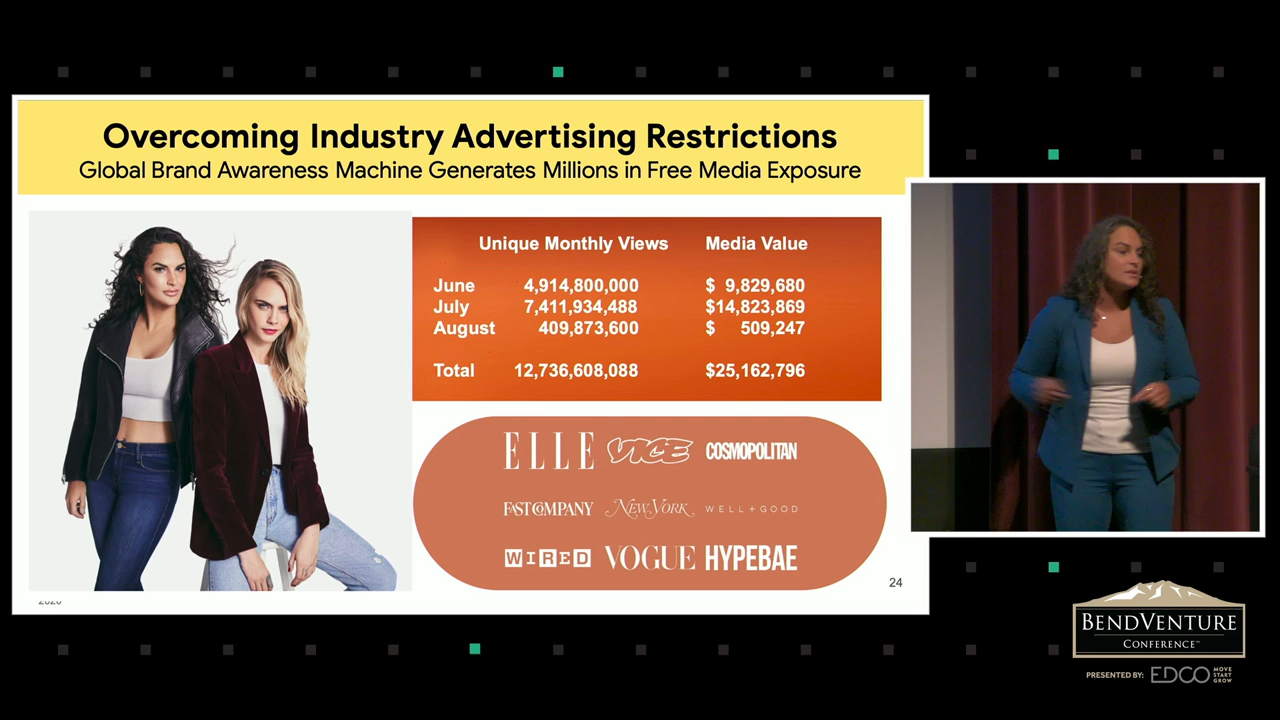 Overcoming Industry Advertising Restrictions
Global Brand Awareness Machine Generates Millions in Free Media Exposure
Unique Monthly Views Media Value
June 4,914,800,000 $ 9,829,680
July 7,411,934,488 $14,823,869
August 409,873,600 $ 509,247
Total 12,736,608,088 $25,162,796
ELLE VICE COSMOPOLITAN
FAST COMPANY NEW YORK WELL+GOOD
WIRED VOGUE HYPEBAE
24
2020
BENDVENTURE
CONFERENCE™
PRESENTED BY: EDCO MOVE
START
GROW